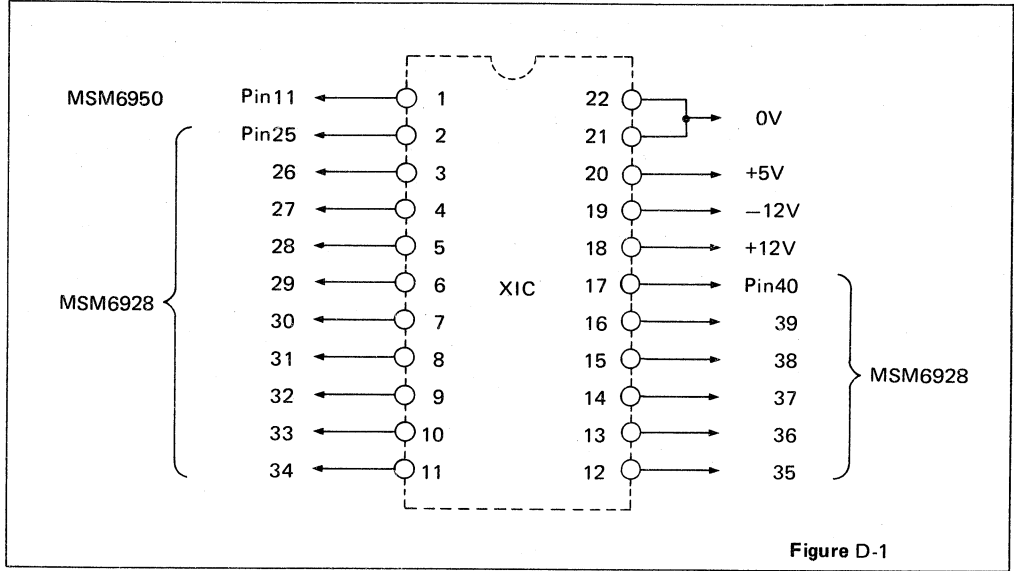 MSM6950 Pin11 1 22
0V
Pin25 2 21
26 3 20 +5V
27 4 19 −12V
28 5 18 +12V
29 6 XIC 17 Pin40
MSM6928
30 7 16 39
31 8 15 38
MSM6928
32 9 14 37
33 10 13 36
34 11 12 35
Figure D-1